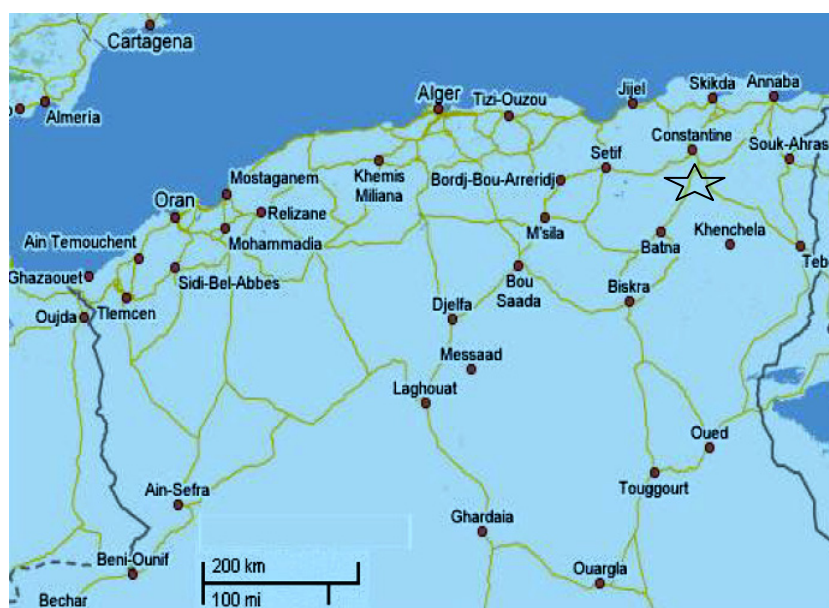 Cartagena
Almeria
Alger
Tizi-Ouzou
Jijel
Skikda
Annaba
Constantine
Souk-Ahras
Setif
Khemis
Miliana
Bordj-Bou-Arreridj
Mostaganem
Oran
Relizane
M'sila
Khenchela
Mohammadia
Batna
Ain Temouchent
Teb
Ghazaouet
Sidi-Bel-Abbes
Bou
Saada
Biskra
Oujda
Tlemcen
Djelfa
Messaad
Laghouat
Oued
Touggourt
Ain-Sefra
Ghardaia
Beni-Ounif
200 km
Ouargla
Bechar
100 mi